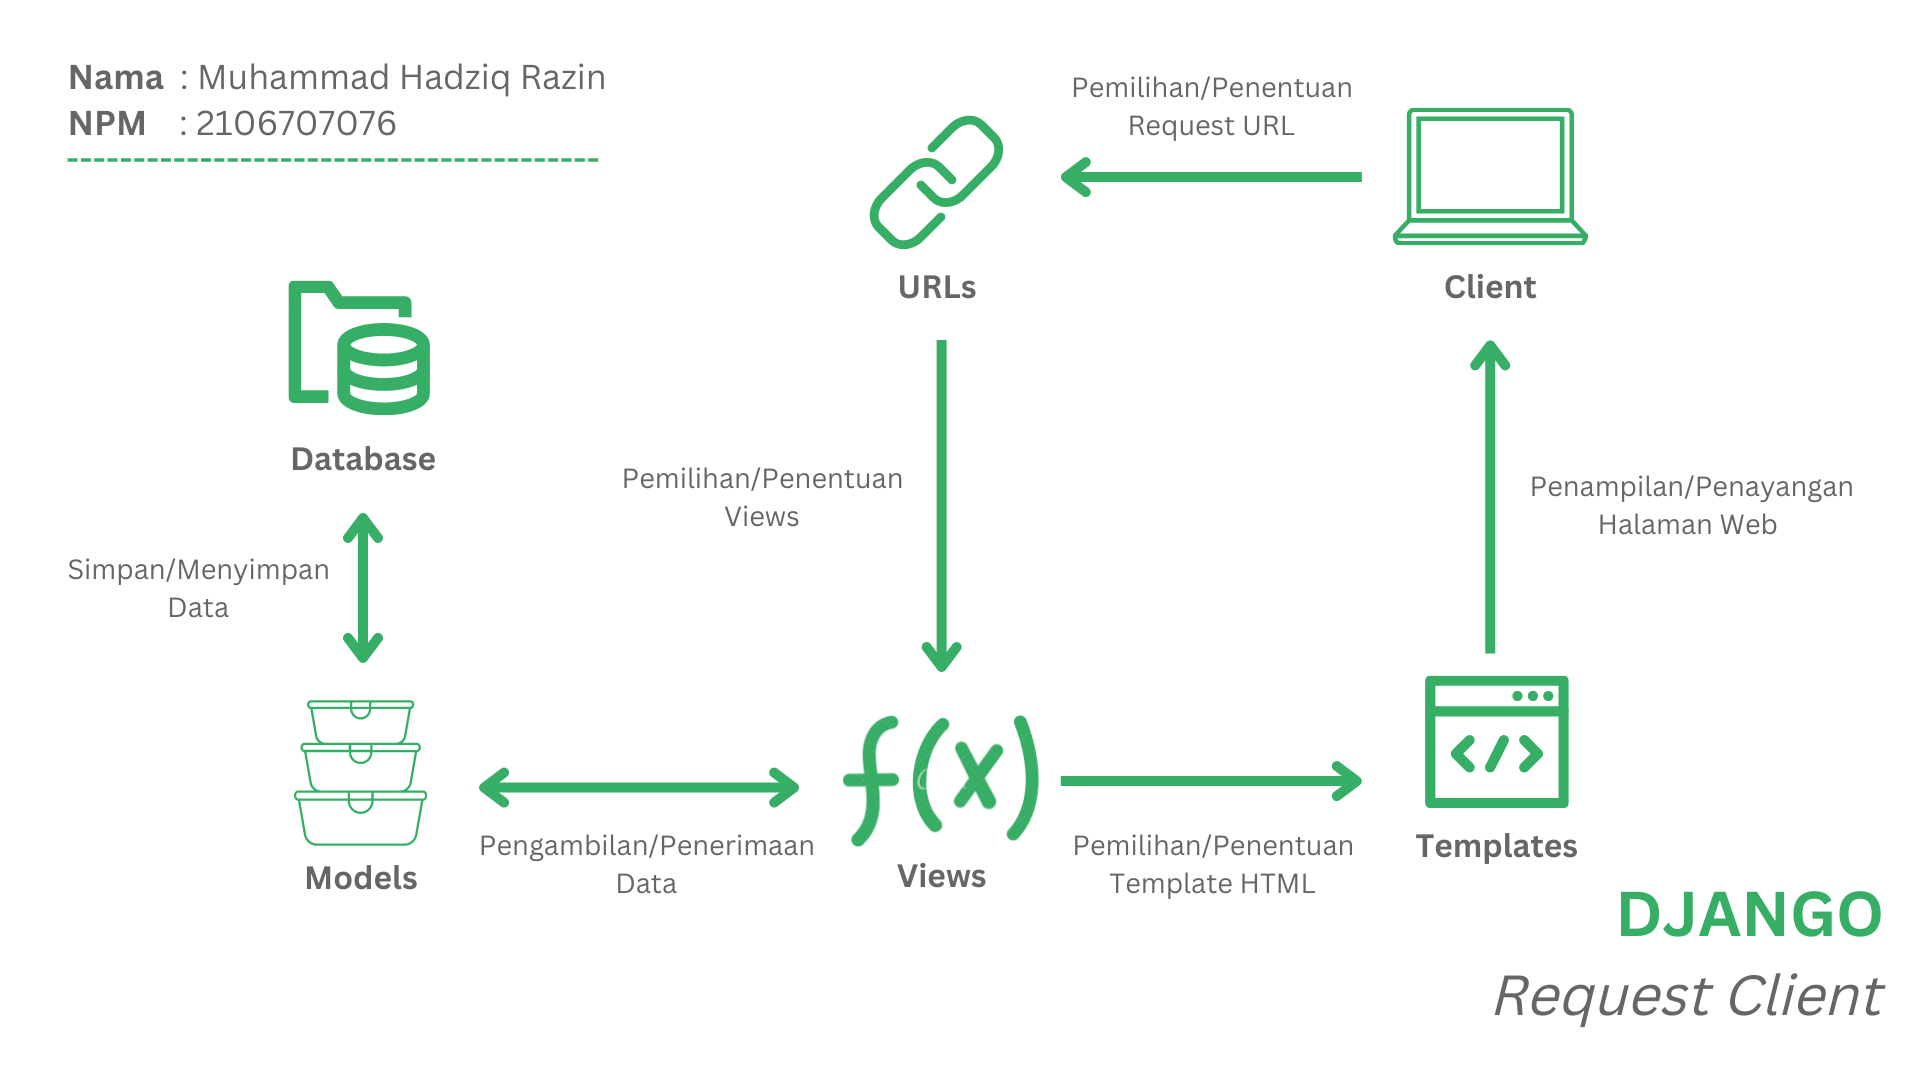 Nama : Muhammad Hadziq Razin
NPM : 2106707076
Pemilihan/Penentuan
Request URL
URLs
Client
Database
Pemilihan/Penentuan
Views
Penampilan/Penayangan
Halaman Web
Simpan/Menyimpan
Data
f(x)
</>
Models
Pengambilan/Penerimaan
Data
Views
Pemilihan/Penentuan
Template HTML
Templates
DJANGO
Request Client